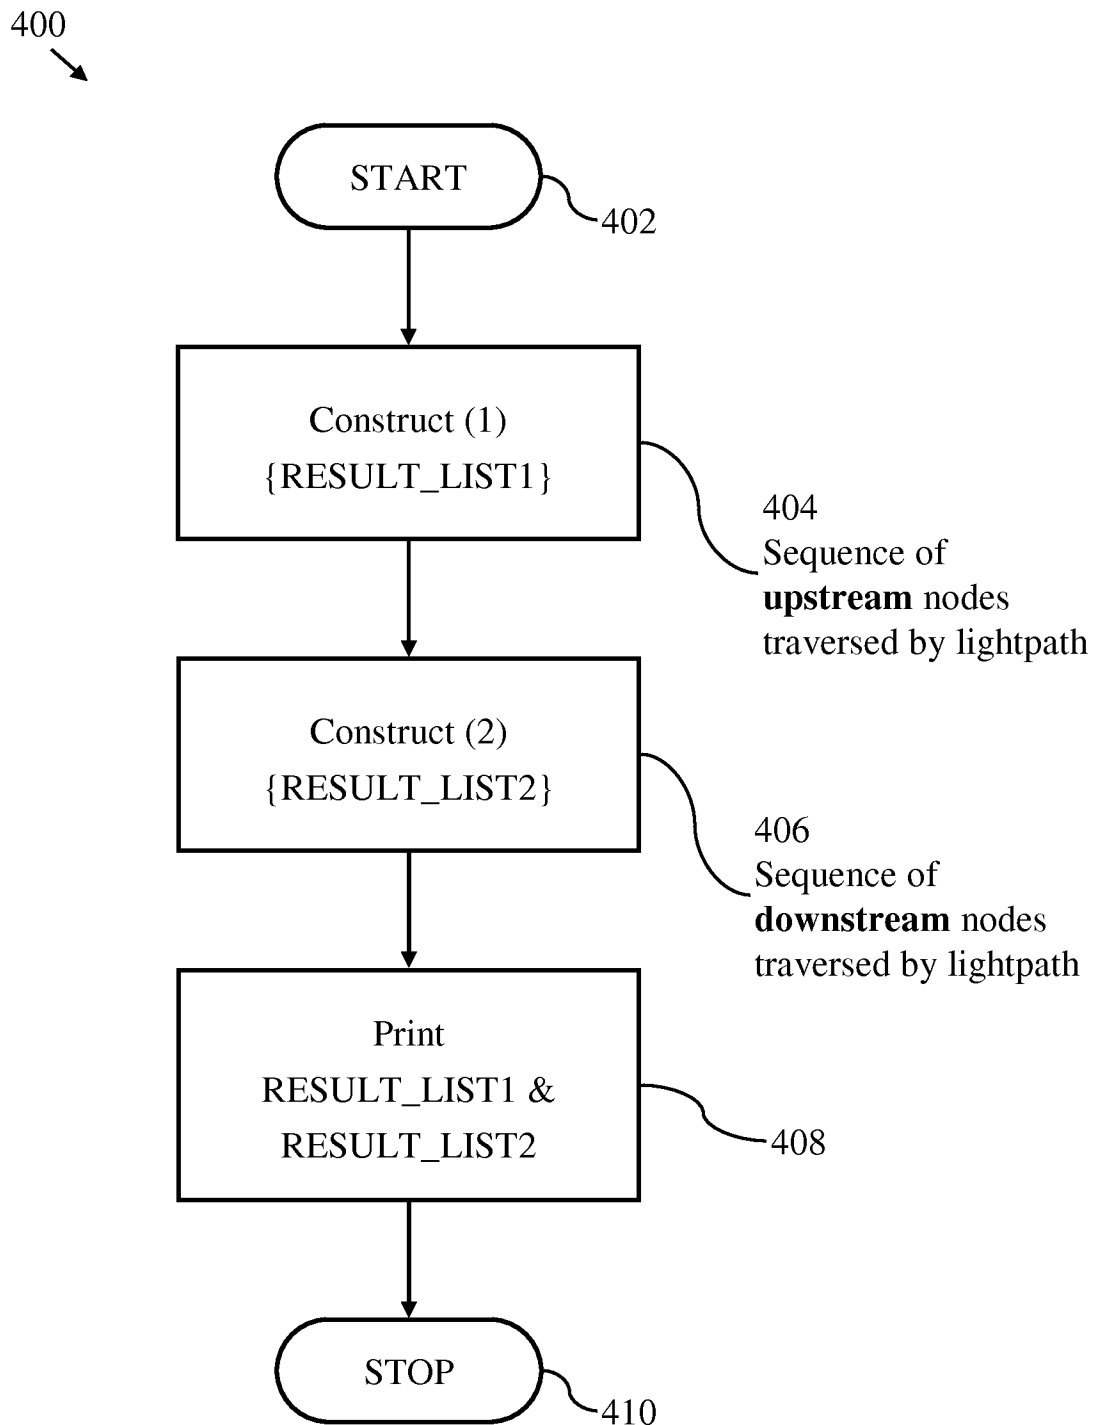 400
START
402
Construct (1)
{RESULT_LIST1}
404
Sequence of
upstream nodes
traversed by lightpath
Construct (2)
{RESULT_LIST2}
406
Sequence of
downstream nodes
traversed by lightpath
Print
RESULT_LIST1 &
RESULT_LIST2
408
STOP
410